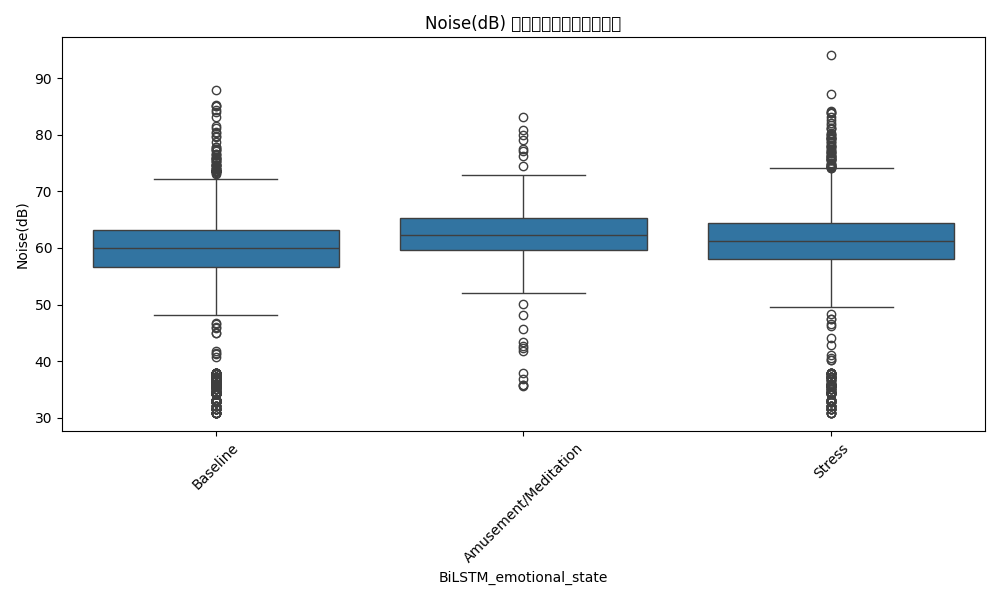 Noise(dB)
90
80
70
60
50
40
30
Noise(dB)
Baseline
Amusement/Meditation
Stress
BiLSTM_emotional_state